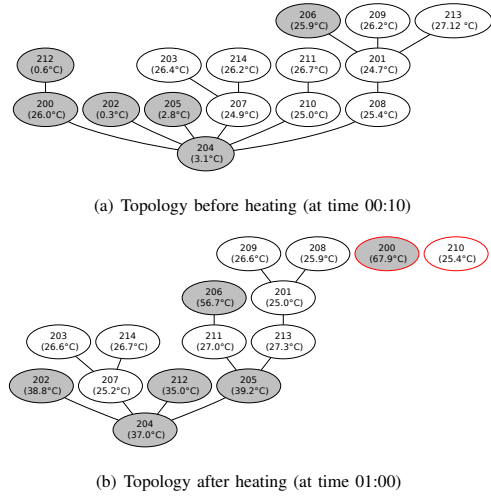 206
(25.9°C)
209
(26.2°C)
213
(27.12 °C)
212
(0.6°C)
203
(26.4°C)
214
(26.2°C)
211
(26.7°C)
201
(24.7°C)
200
(26.0°C)
202
(0.3°C)
205
(2.8°C)
207
(24.9°C)
210
(25.0°C)
208
(25.4°C)
204
(3.1°C)
(a) Topology before heating (at time 00:10)
209
(26.6°C)
208
(25.9°C)
200
(67.9°C)
210
(25.4°C)
206
(56.7°C)
201
(25.0°C)
203
(26.6°C)
214
(26.7°C)
211
(27.0°C)
213
(27.3°C)
202
(38.8°C)
207
(25.2°C)
212
(35.0°C)
205
(39.2°C)
204
(37.0°C)
(b) Topology after heating (at time 01:00)